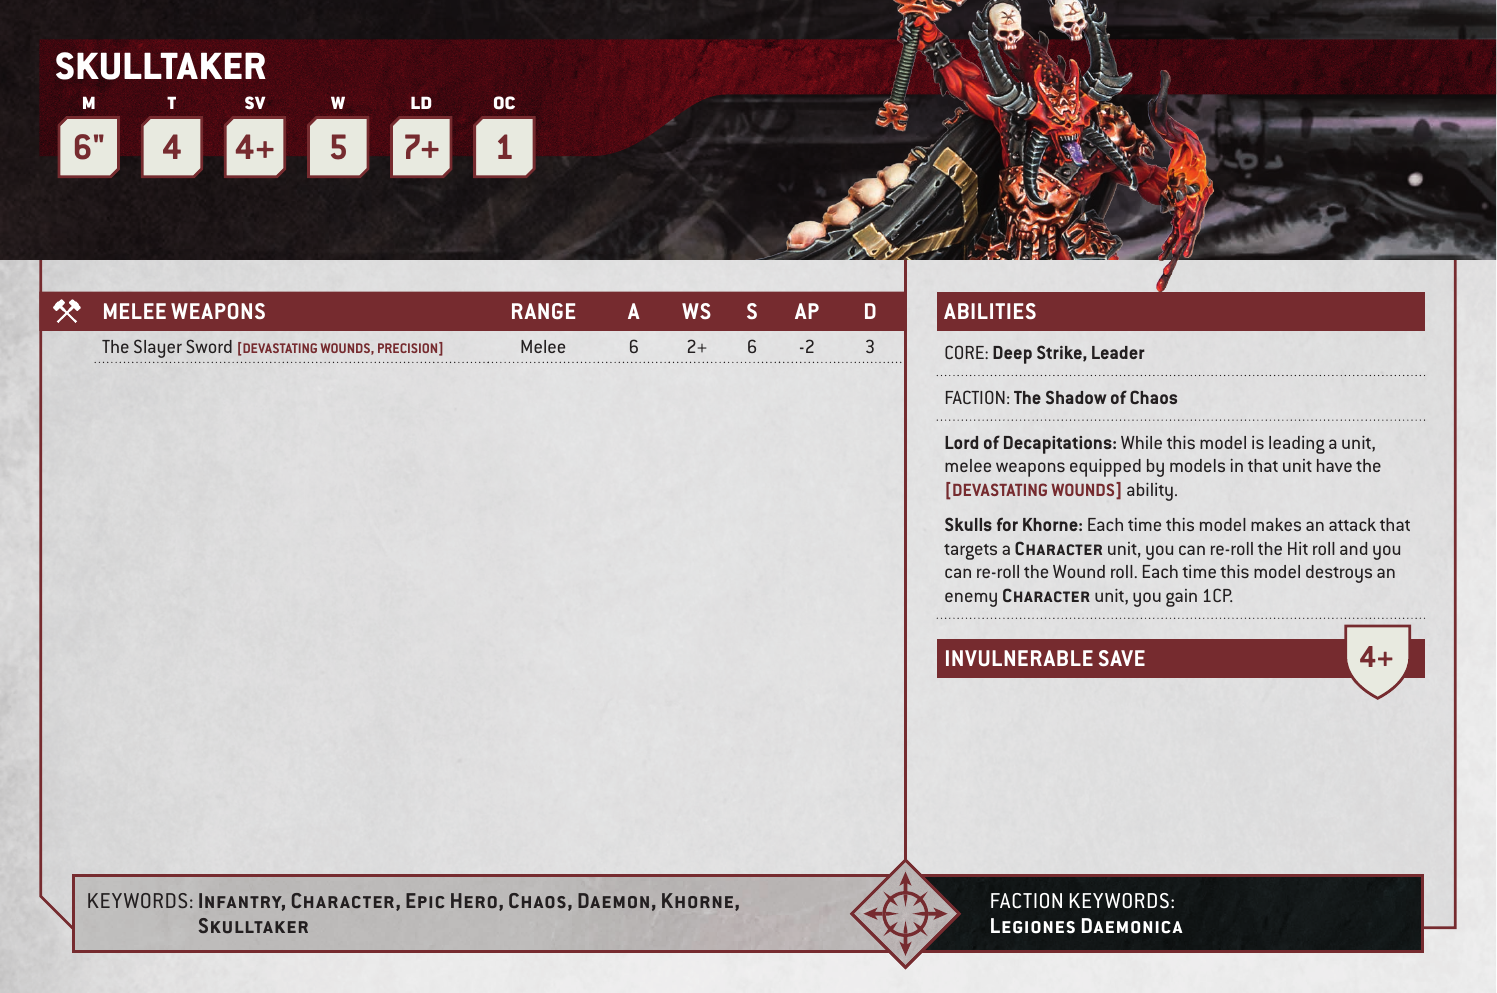 SKULLTAKER
M T SV W LD OC
6" 4 4+ 5 7+ 1
MELEE WEAPONS RANGE A WS S AP D
The Slayer Sword [DEVASTATING WOUNDS, PRECISION] Melee 6 2+ 6 -2 3
ABILITIES
CORE: Deep Strike, Leader
FACTION: The Shadow of Chaos
Lord of Decapitations: While this model is leading a unit,
melee weapons equipped by models in that unit have the
[DEVASTATING WOUNDS] ability.
Skulls for Khorne: Each time this model makes an attack that
targets a CHARACTER unit, you can re-roll the Hit roll and you
can re-roll the Wound roll. Each time this model destroys an
enemy CHARACTER unit, you gain 1CP.
INVULNERABLE SAVE 4+
KEYWORDS: INFANTRY, CHARACTER, EPIC HERO, CHAOS, DAEMON, KHORNE,
SKULLTAKER
FACTION KEYWORDS:
LEGIONES DAEMONICA